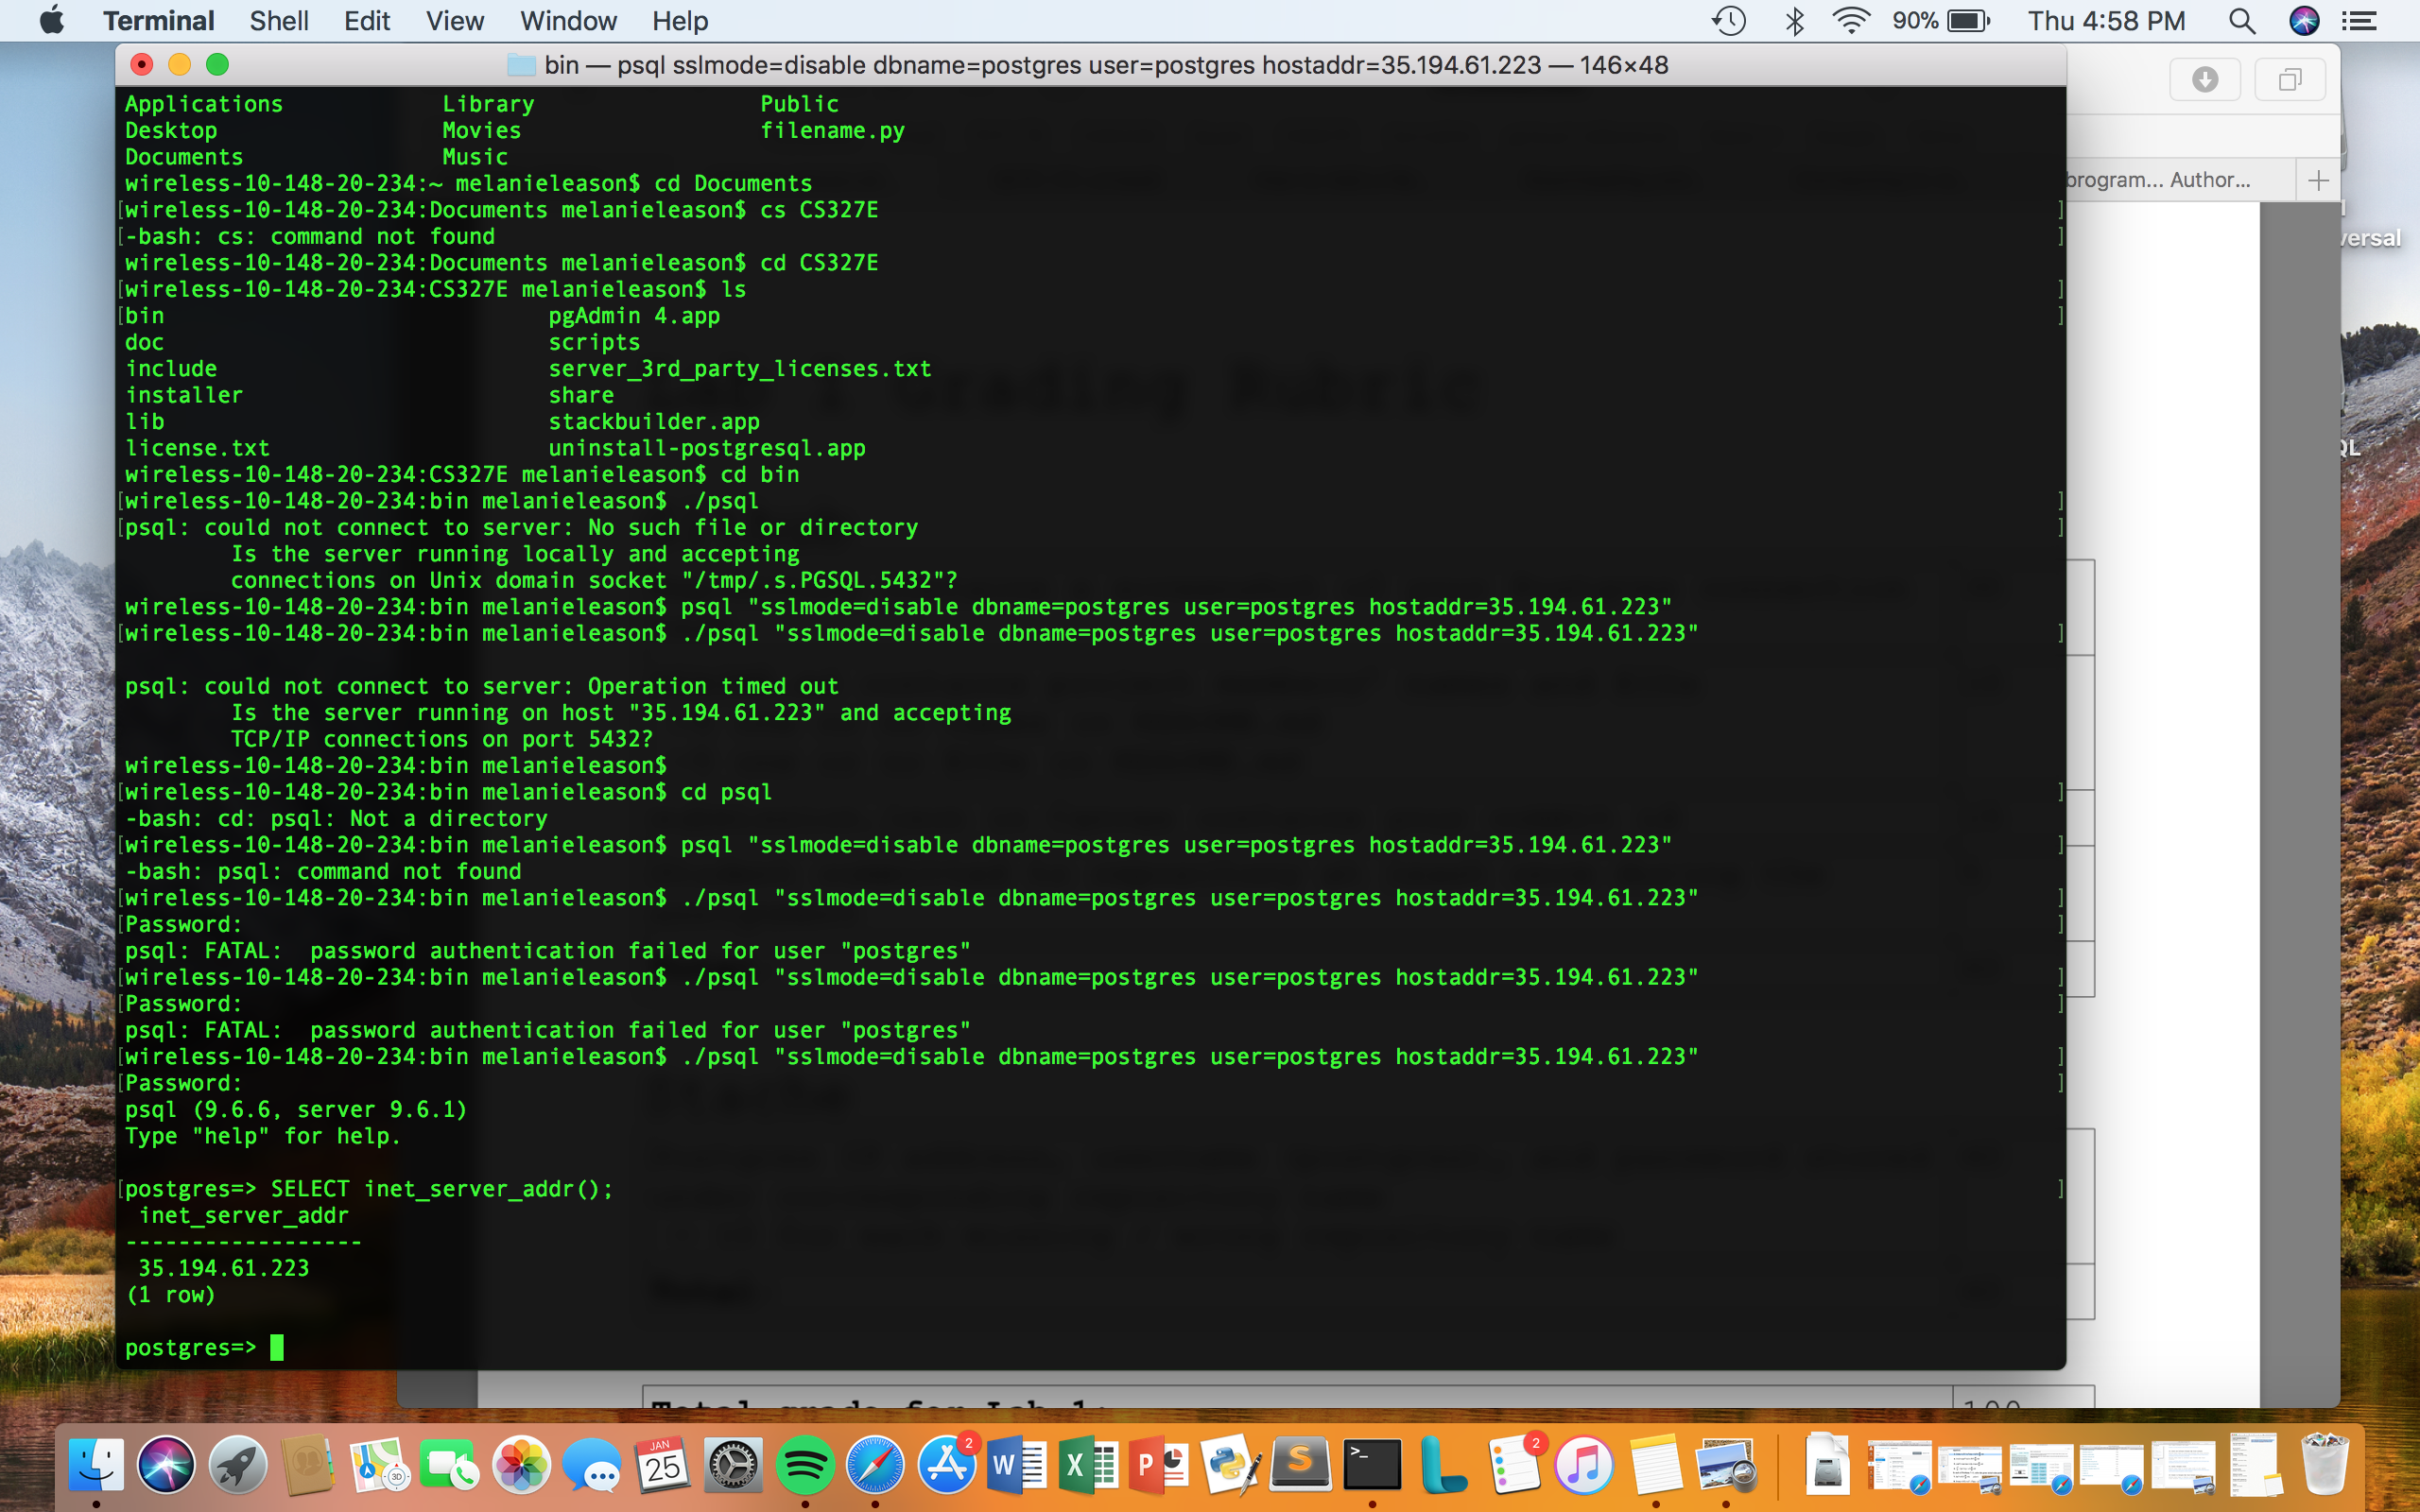 Terminal Shell Edit View Window Help 90% Thu 4:58 PM
bin — psql sslmode=disable dbname=postgres user=postgres hostaddr=35.194.61.223 — 146×48
Applications Library Public
Desktop Movies filename.py
Documents Music
wireless-10-148-20-234:~ melanieleason$ cd Documents
[wireless-10-148-20-234:Documents melanieleason$ cs CS327E ]
[-bash: cs: command not found ]
wireless-10-148-20-234:Documents melanieleason$ cd CS327E
[wireless-10-148-20-234:CS327E melanieleason$ ls ]
[bin pgAdmin 4.app ]
doc scripts
include server_3rd_party_licenses.txt
installer share
lib stackbuilder.app
license.txt uninstall-postgresql.app
wireless-10-148-20-234:CS327E melanieleason$ cd bin
[wireless-10-148-20-234:bin melanieleason$ ./psql ]
[psql: could not connect to server: No such file or directory ]
Is the server running locally and accepting
connections on Unix domain socket "/tmp/.s.PGSQL.5432"?
wireless-10-148-20-234:bin melanieleason$ psql "sslmode=disable dbname=postgres user=postgres hostaddr=35.194.61.223"
[wireless-10-148-20-234:bin melanieleason$ ./psql "sslmode=disable dbname=postgres user=postgres hostaddr=35.194.61.223" ]
psql: could not connect to server: Operation timed out
Is the server running on host "35.194.61.223" and accepting
TCP/IP connections on port 5432?
wireless-10-148-20-234:bin melanieleason$
[wireless-10-148-20-234:bin melanieleason$ cd psql ]
-bash: cd: psql: Not a directory
[wireless-10-148-20-234:bin melanieleason$ psql "sslmode=disable dbname=postgres user=postgres hostaddr=35.194.61.223" ]
-bash: psql: command not found
[wireless-10-148-20-234:bin melanieleason$ ./psql "sslmode=disable dbname=postgres user=postgres hostaddr=35.194.61.223" ]
[Password: ]
psql: FATAL:  password authentication failed for user "postgres"
[wireless-10-148-20-234:bin melanieleason$ ./psql "sslmode=disable dbname=postgres user=postgres hostaddr=35.194.61.223" ]
[Password: ]
psql: FATAL:  password authentication failed for user "postgres"
[wireless-10-148-20-234:bin melanieleason$ ./psql "sslmode=disable dbname=postgres user=postgres hostaddr=35.194.61.223" ]
[Password: ]
psql (9.6.6, server 9.6.1)
Type "help" for help.
[postgres=> SELECT inet_server_addr(); ]
inet_server_addr
------------------
35.194.61.223
(1 row)
postgres=>
Author...
Grading Rubric
Total grade for Lab 1: 100
JAN
25
2
2